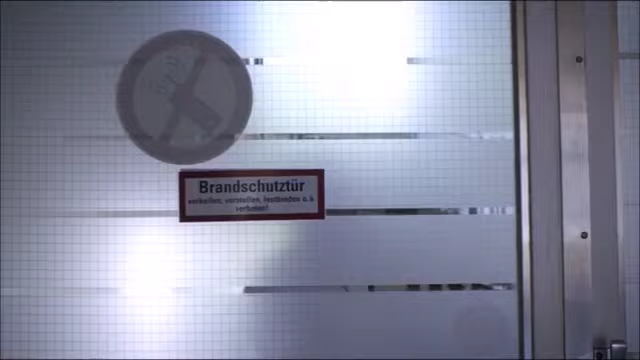 Brandschutztür
verkeilen, verstellen, festbinden o.ä
verboten!